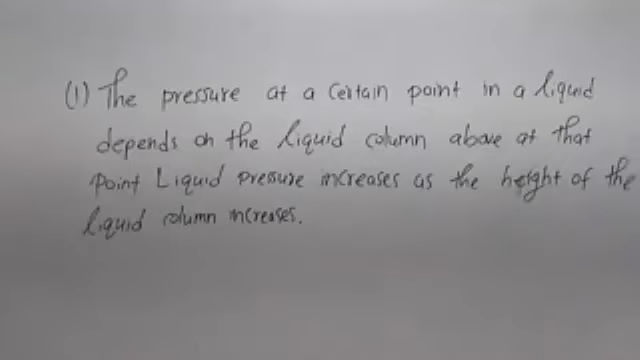 (1) The pressure at a certain point in a liquid
depends on the liquid column above at that
point Liquid pressure increases as the height of the
liquid column increases.